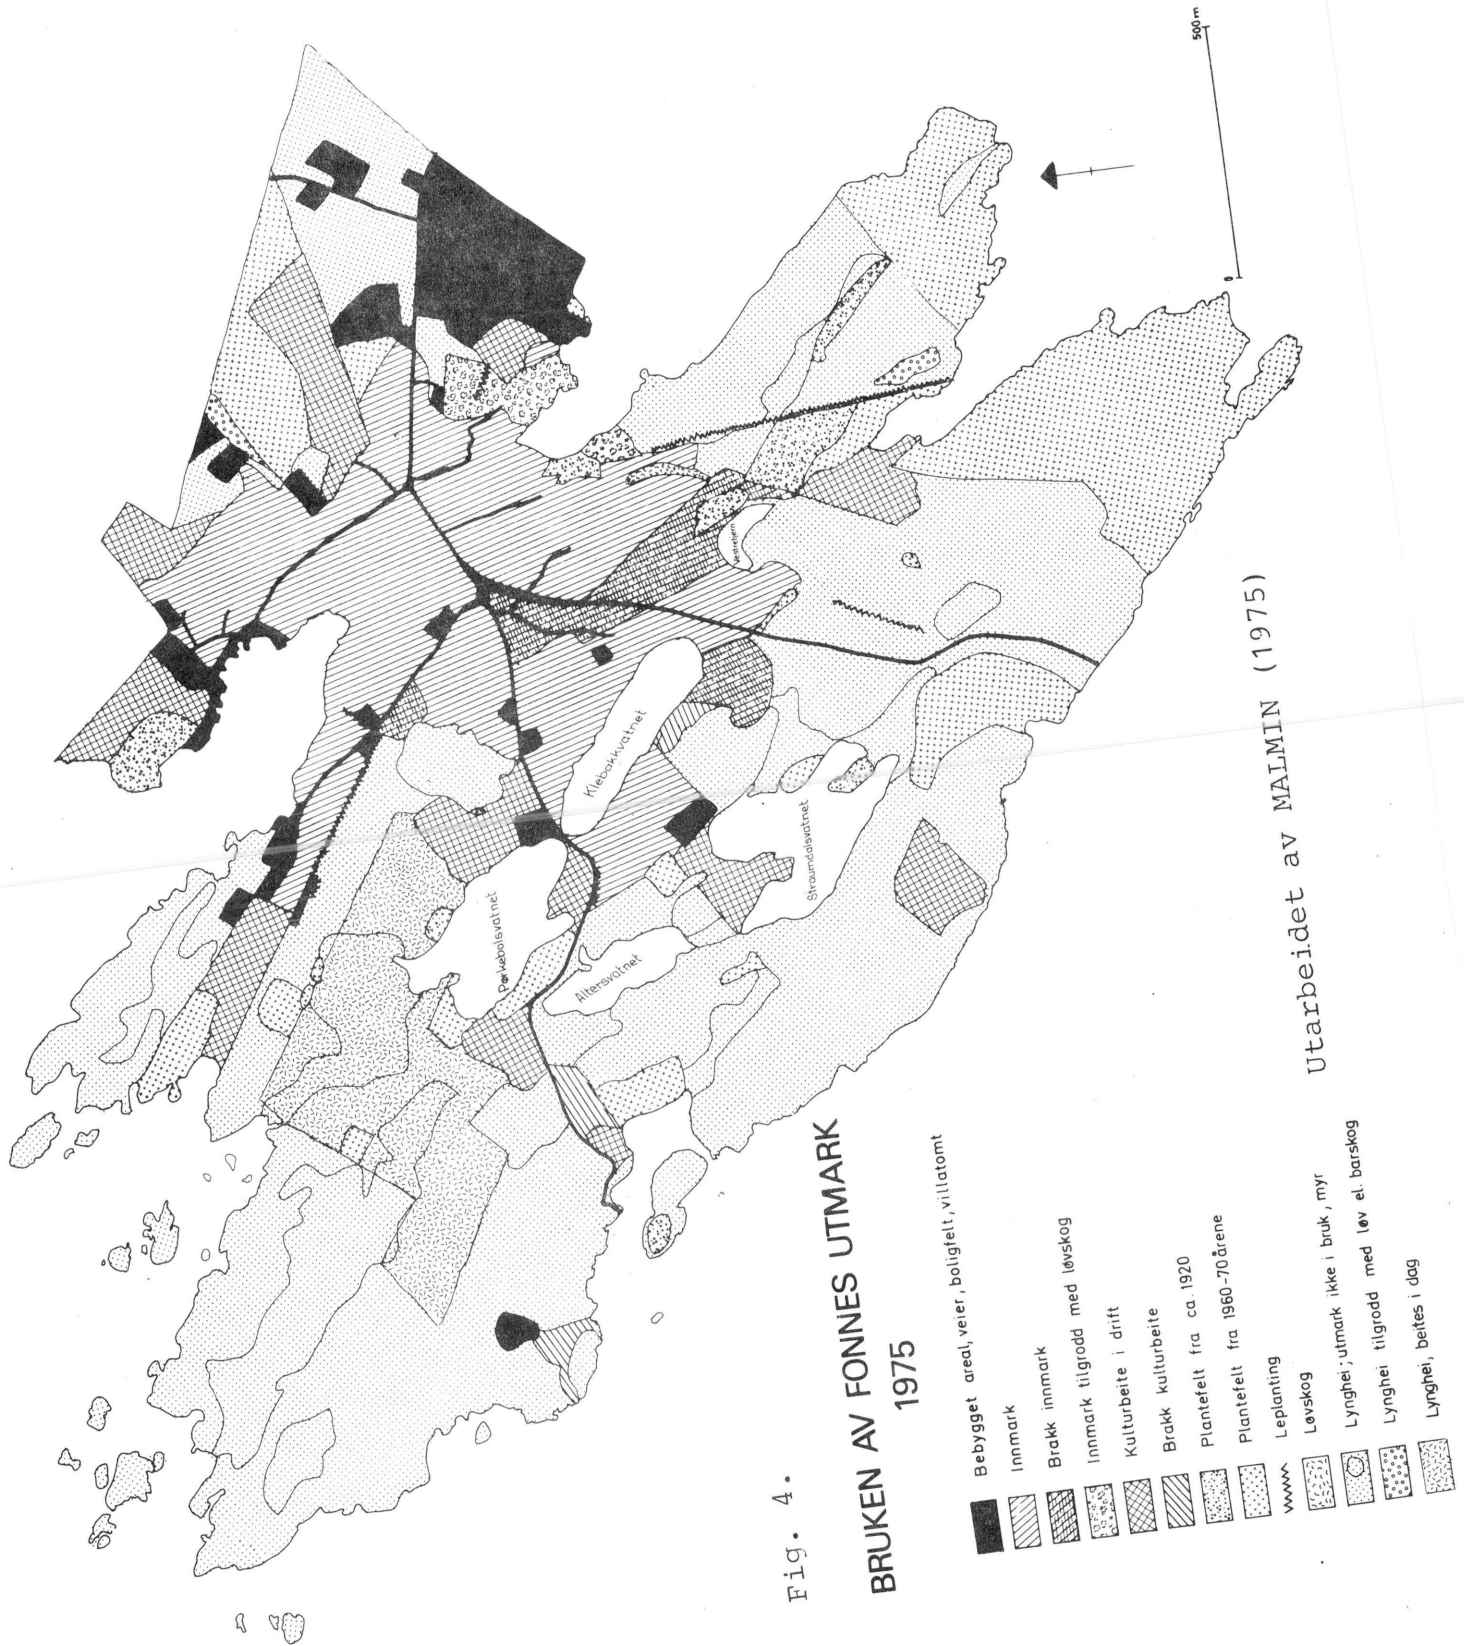 Fig. 4.
BRUKEN AV FONNES UTMARK
1975
Bebygget areal, veier, boligfelt, villatomt
Innmark
Brakk innmark
Innmark tilgrodd med løvskog
Kulturbeite i drift
Brakk kulturbeite
Plantefelt fra ca. 1920
Plantefelt fra 1960-70 årene
Leplanting
Løvskog
Lynghei; utmark ikke i bruk, myr
Lynghei tilgrodd med løv el. barskog
Lynghei, beites i dag
Utarbeidet av MALMIN (1975)
Klebakkvatnet
Straumdalsvatnet
Altersvatnet
0
500 m